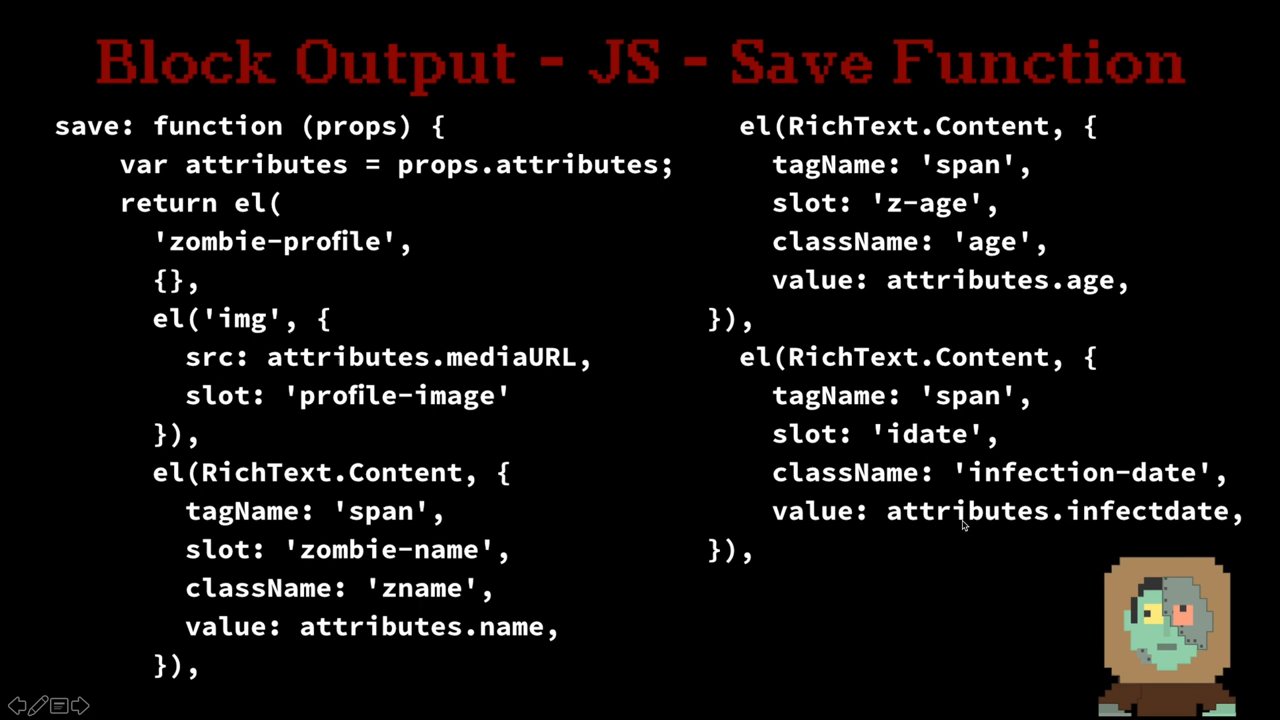 Block Output - JS - Save Function
save: function (props) {
var attributes = props.attributes;
return el(
'zombie-profile',
{},
el('img', {
src: attributes.mediaURL,
slot: 'profile-image'
}),
el(RichText.Content, {
tagName: 'span',
slot: 'zombie-name',
className: 'zname',
value: attributes.name,
}),
el(RichText.Content, {
tagName: 'span',
slot: 'z-age',
className: 'age',
value: attributes.age,
}),
el(RichText.Content, {
tagName: 'span',
slot: 'idate',
className: 'infection-date',
value: attributes.infectdate,
}),